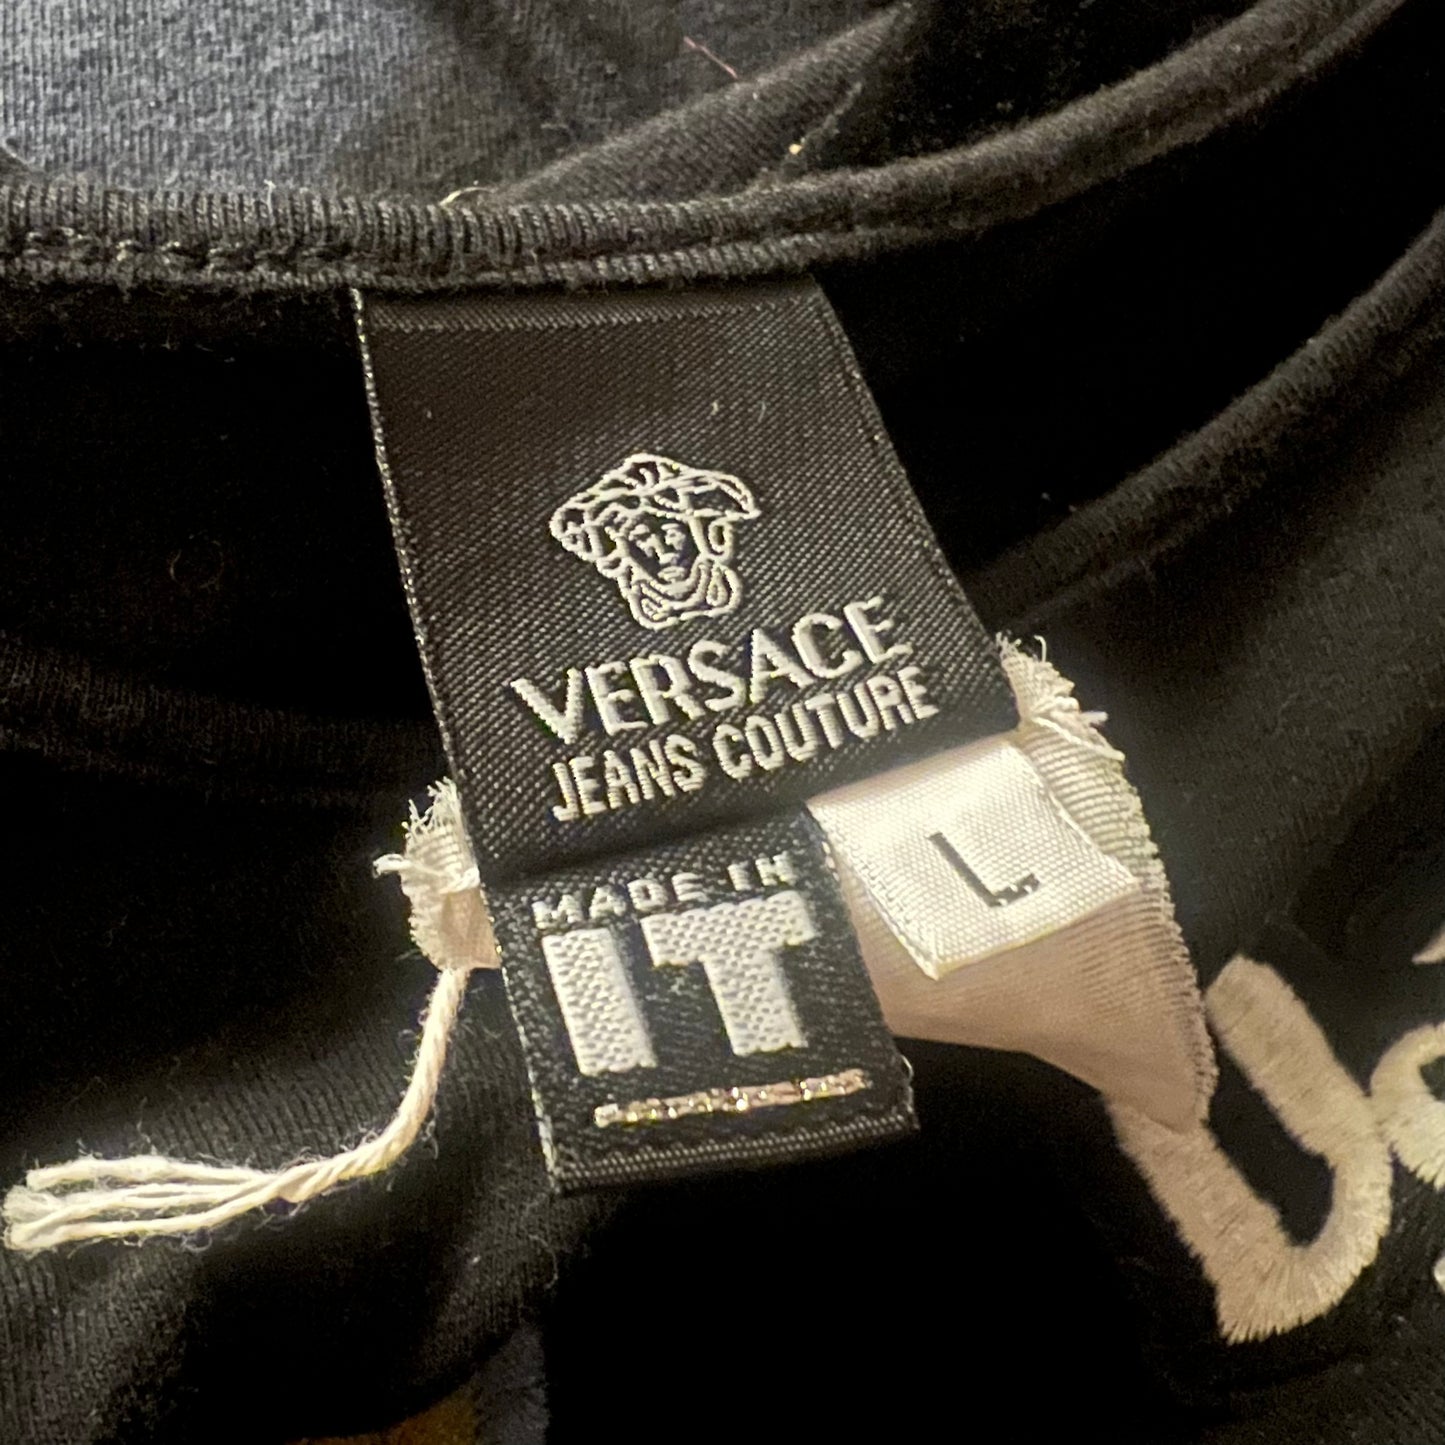 VERSACE
JEANS COUTURE
L
MADE IN
IT